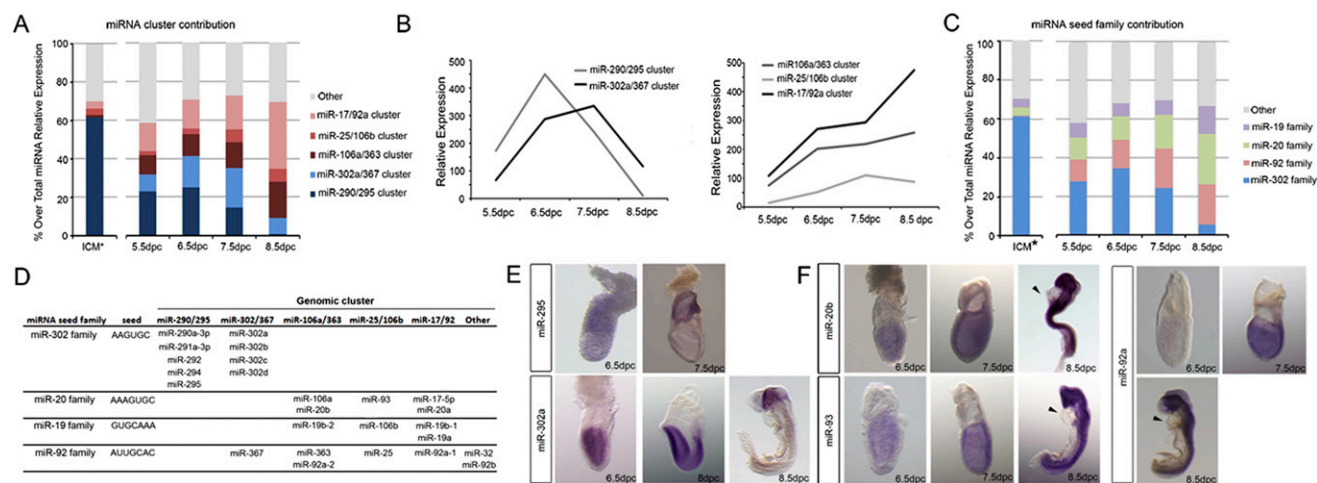 A
miRNA cluster contribution
% Over Total miRNA Relative Expression
100
80
60
40
20
0
ICM*
5.5dpc
6.5dpc
7.5dpc
8.5dpc
Other
miR-17/92a cluster
miR-25/106b cluster
miR-106a/363 cluster
miR-302a/367 cluster
miR-290/295 cluster
B
Relative Expression
500
400
300
200
100
0
5.5dpc
6.5dpc
7.5dpc
8.5dpc
miR-290/295 cluster
miR-302a/367 cluster
Relative Expression
500
400
300
200
100
0
5.5dpc
6.5dpc
7.5dpc
8.5 dpc
miR106a/363 cluster
miR-25/106b cluster
miR-17/92a cluster
C
miRNA seed family contribution
% Over Total miRNA Relative Expression
100
80
60
40
20
0
ICM*
5.5dpc
6.5dpc
7.5dpc
8.5dpc
Other
miR-19 family
miR-20 family
miR-92 family
miR-302 family
D
Genomic cluster
miRNA seed family seed miR-290/295 miR-302/367 miR-106a/363 miR-25/106b miR-17/92 Other
miR-302 family AAGUGC miR-290a-3p miR-302a
miR-291a-3p miR-302b
miR-292 miR-302c
miR-294 miR-302d
miR-295
miR-20 family AAAGUGC miR-106a miR-93 miR-17-5p
miR-20b miR-20a
miR-19 family GUGCAAA miR-19b-2 miR-106b miR-19b-1
miR-19a
miR-92 family AUUGCAC miR-367 miR-363 miR-25 miR-92a-1 miR-32
miR-92a-2 miR-92b
E
miR-295
6.5dpc
7.5dpc
miR-302a
6.5dpc
8dpc
8.5dpc
F
miR-20b
6.5dpc
7.5dpc
8.5dpc
miR-93
6.5dpc
7.5dpc
8.5dpc
miR-92a
6.5dpc
7.5dpc
8.5dpc